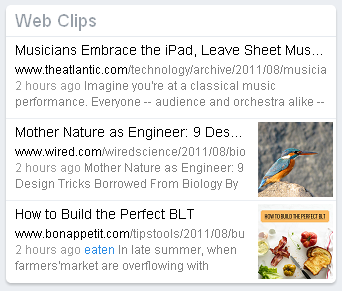 Web Clips
Musicians Embrace the iPad, Leave Sheet Mus...
www.theatlantic.com/technology/archive/2011/08/musicia
2 hours ago Imagine you're at a classical music
performance. Everyone -- audience and orchestra alike --
Mother Nature as Engineer: 9 Des...
www.wired.com/wiredscience/2011/08/bio
2 hours ago Mother Nature as Engineer: 9
Design Tricks Borrowed From Biology By
How to Build the Perfect BLT
www.bonappetit.com/tipstools/2011/08/bu
2 hours ago eaten In late summer, when
farmers'market are overflowing with
HOW TO BUILD THE PERFECT BLT